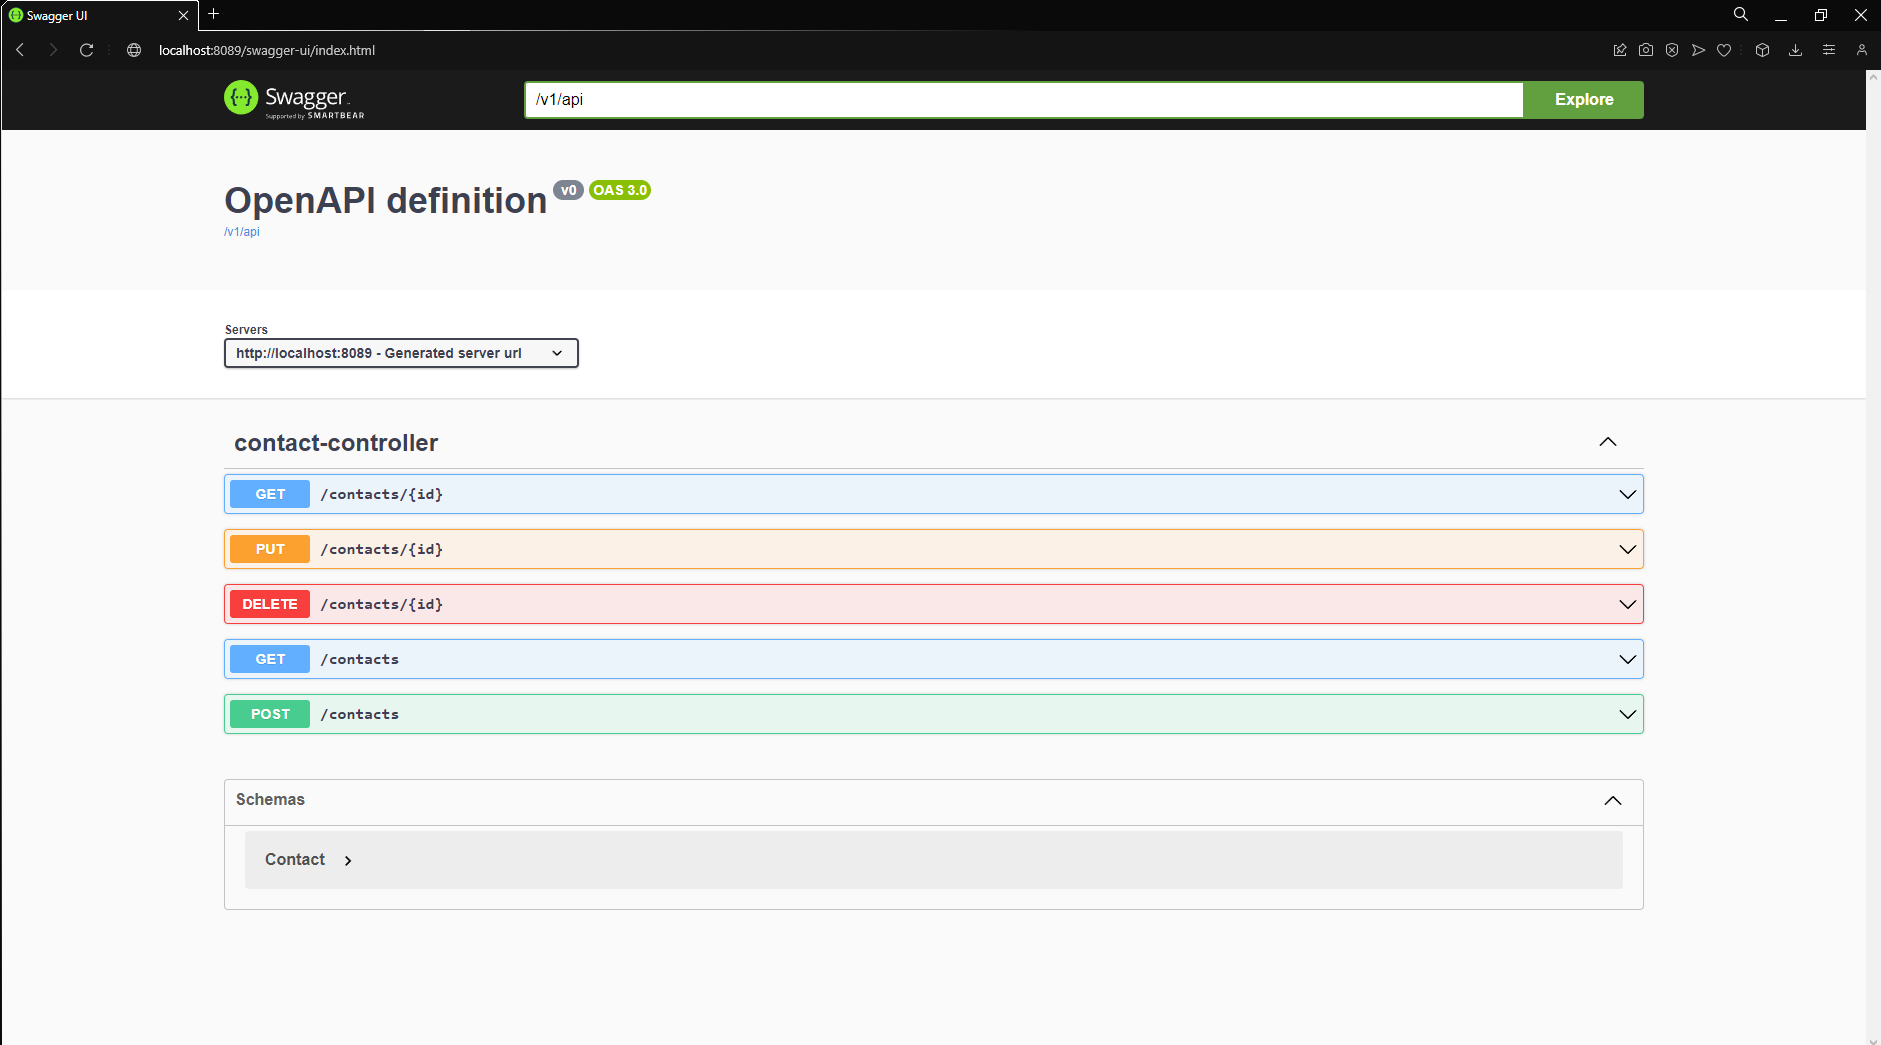 Swagger UI
localhost:8089/swagger-ui/index.html
{···} Swagger
Supported by SMARTBEAR
/v1/api
Explore
OpenAPI definition v0 OAS 3.0
/v1/api
Servers
http://localhost:8089 - Generated server url
contact-controller
GET /contacts/{id}
PUT /contacts/{id}
DELETE /contacts/{id}
GET /contacts
POST /contacts
Schemas
Contact